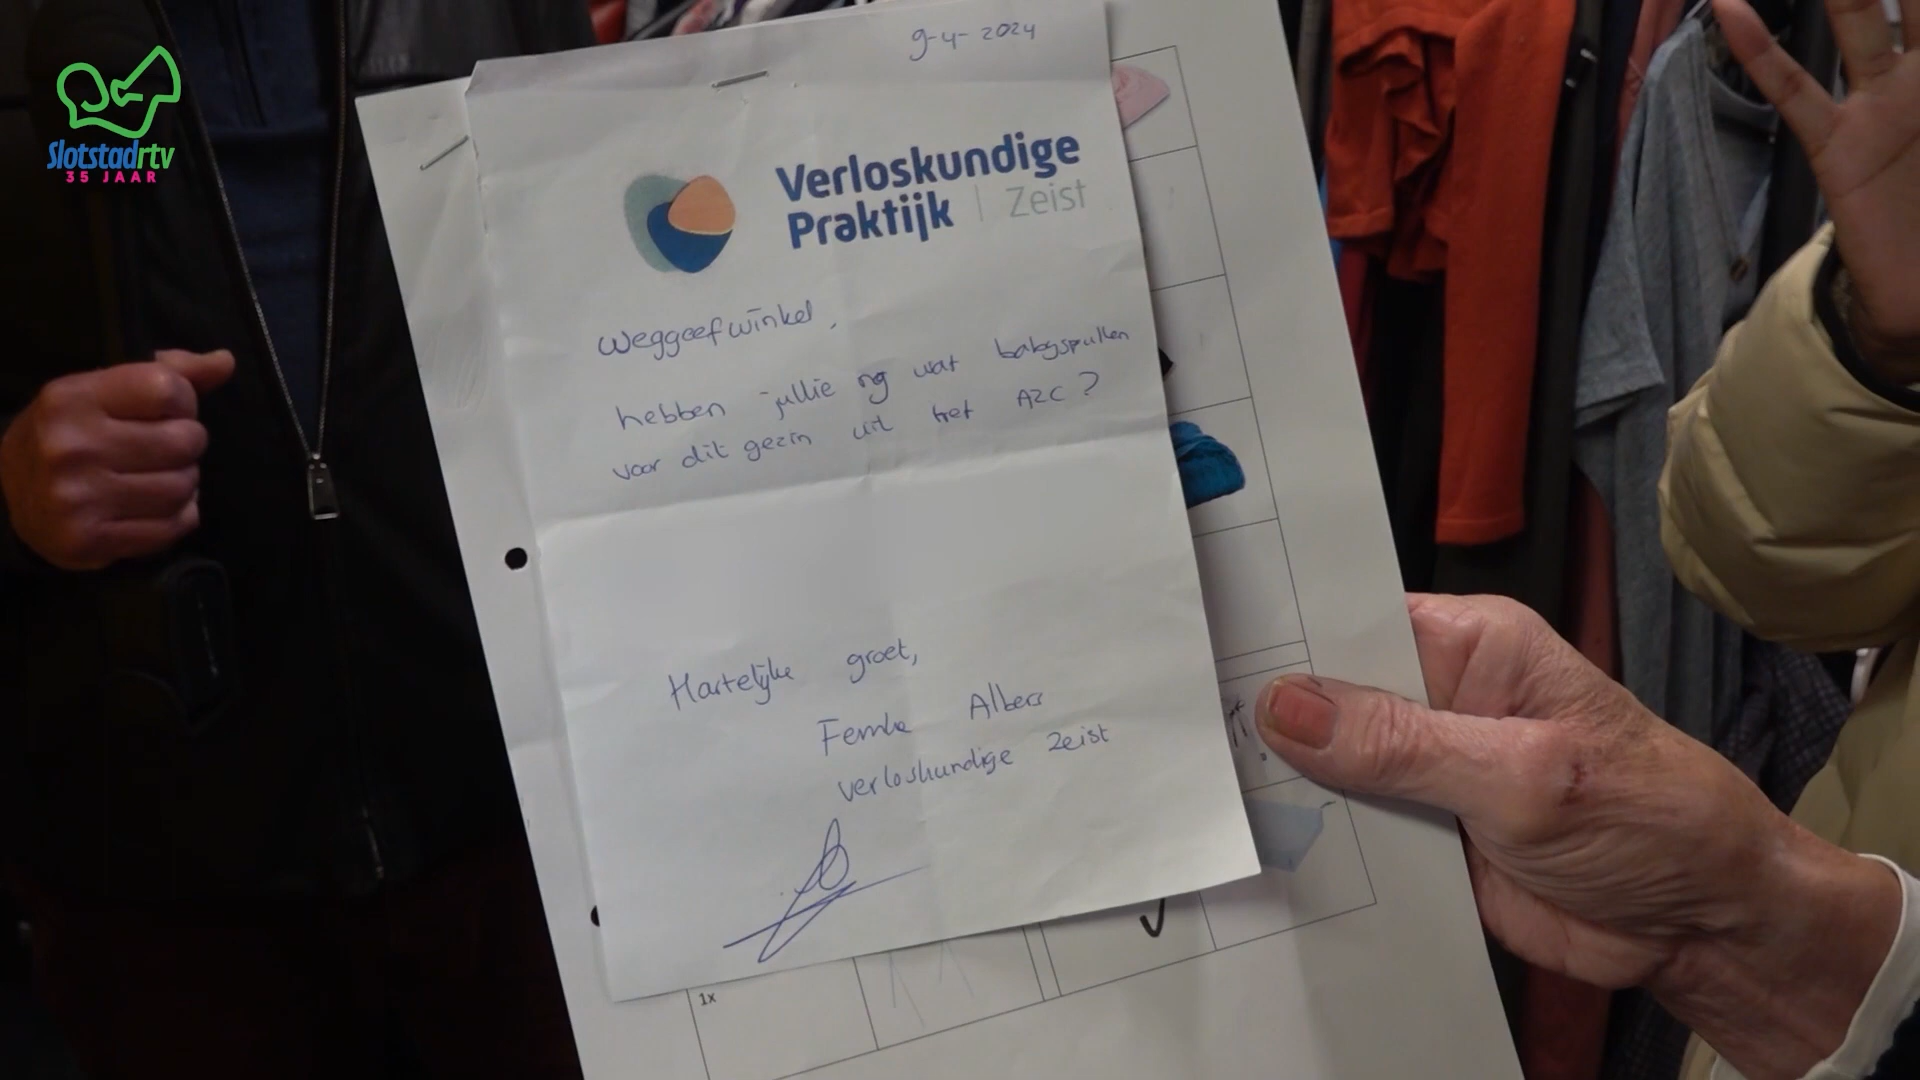 Slotstadrtv
35 JAAR
9-4-2024
Verloskundige
Praktijk | Zeist
Weggeefwinkel,
hebben jullie ng wat babyspullen
voor dit gezin uit het AZC?
Hartelijke groet,
Femke Albers
verloskundige Zeist
1x